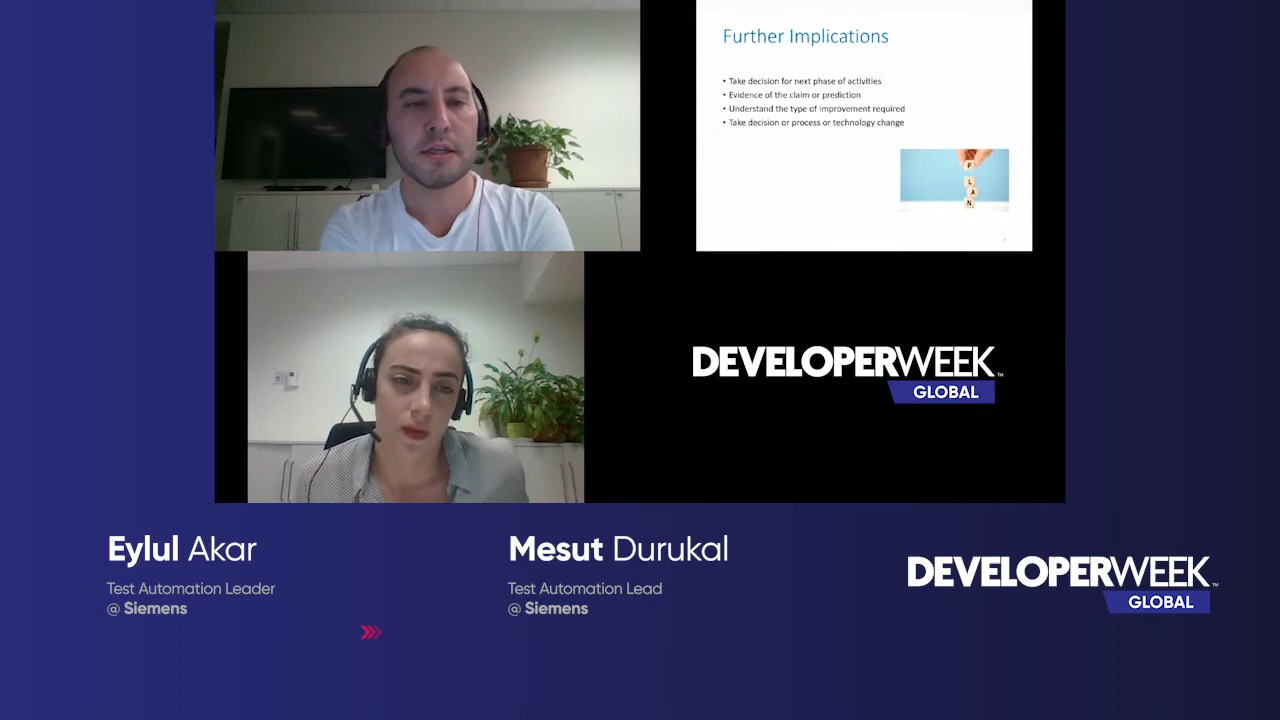 Further Implications
• Take decision for next phase of activities
• Evidence of the claim or prediction
• Understand the type of improvement required
• Take decision or process or technology change
P
L
A
N
DEVELOPERWEEK™
GLOBAL
Eylul Akar
Test Automation Leader
@ Siemens
Mesut Durukal
Test Automation Lead
@ Siemens
DEVELOPERWEEK™
GLOBAL